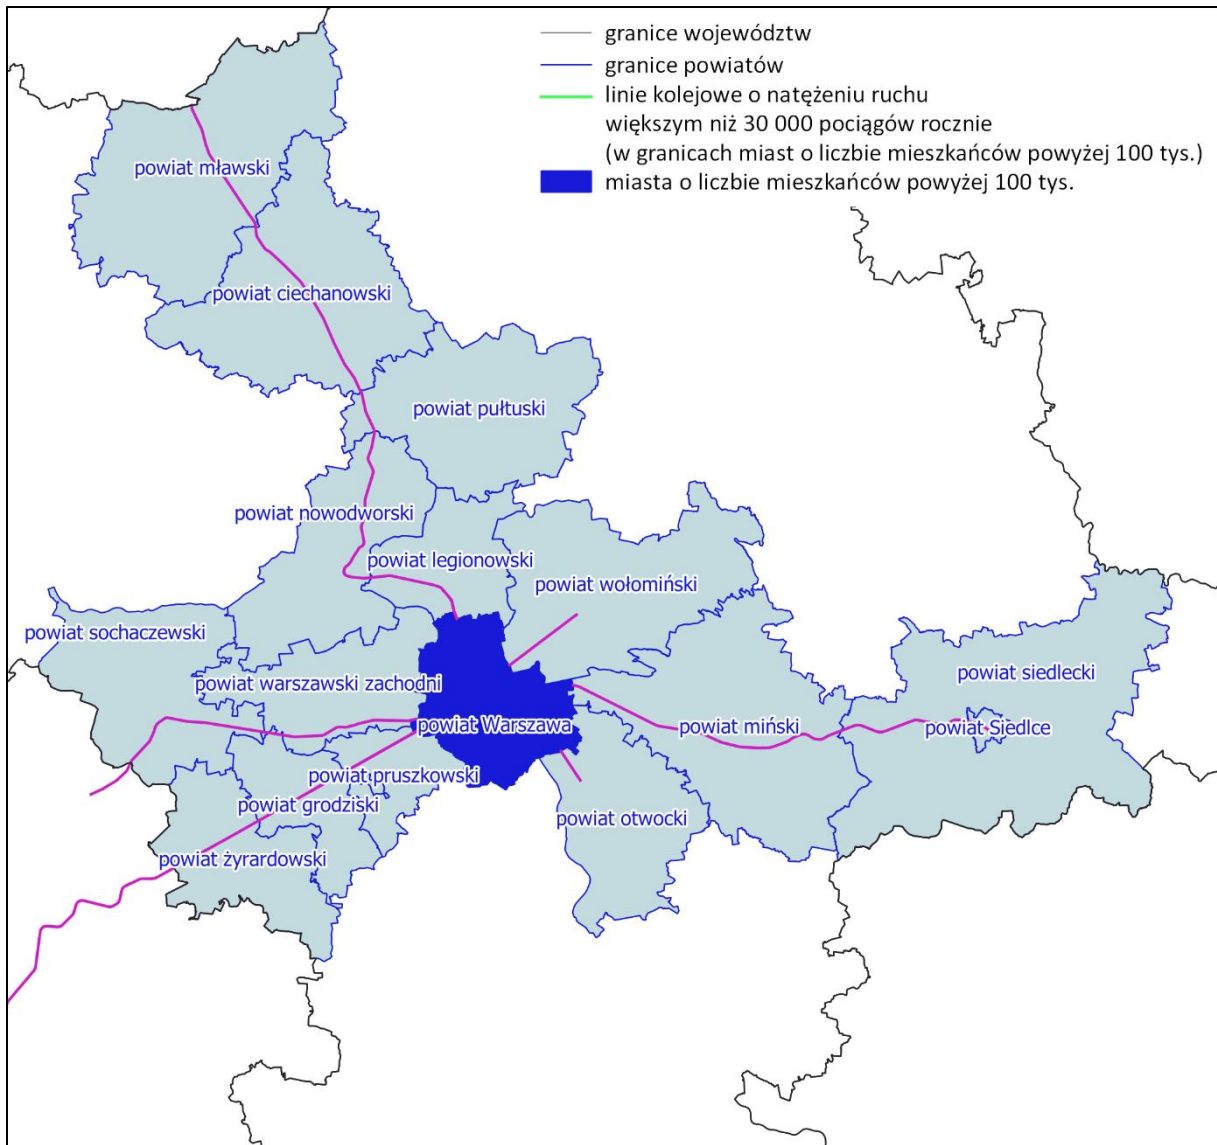 granice województw
granice powiatów
linie kolejowe o natężeniu ruchu
większym niż 30 000 pociągów rocznie
(w granicach miast o liczbie mieszkańców powyżej 100 tys.)
miasta o liczbie mieszkańców powyżej 100 tys.
powiat mławski
powiat ciechanowski
powiat pułtuski
powiat nowodworski
powiat legionowski
powiat wołomiński
powiat sochaczewski
powiat siedlecki
powiat warszawski zachodni
powiat Warszawa
powiat miński
powiat Siedlce
powiat pruszkowski
powiat grodziski
powiat otwocki
powiat żyrardowski